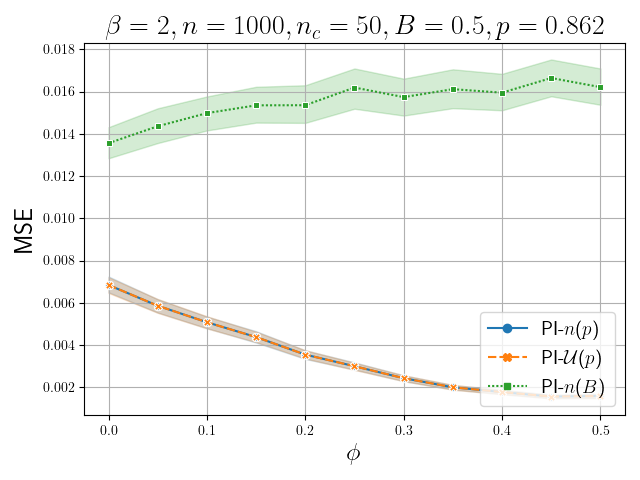 β = 2, n = 1000, n_c = 50, B = 0.5, p = 0.862
0.018
0.016
0.014
0.012
0.010
0.008
0.006
0.004
0.002
MSE
PI-n(p)
PI-𝒰(p)
PI-n(B)
0.0 0.1 0.2 0.3 0.4 0.5
ϕ